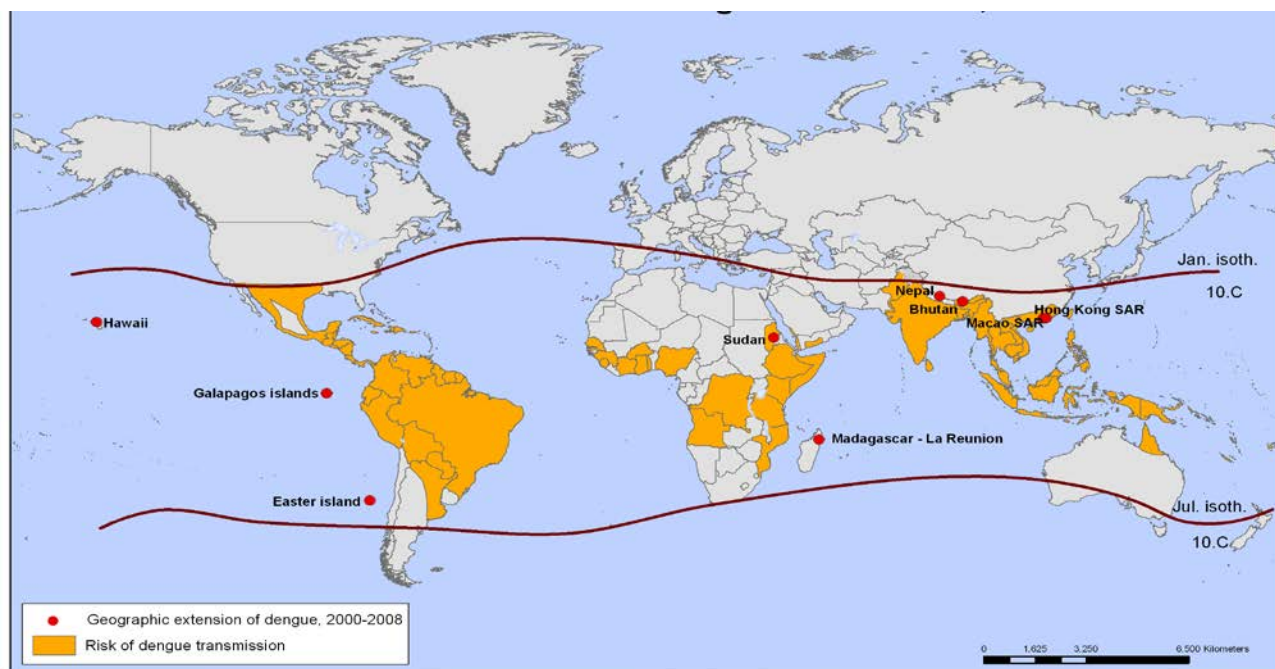 Jan. isoth.
10.C
Nepal
Bhutan
Hong Kong SAR
Macao SAR
Hawaii
Sudan
Galapagos islands
Madagascar - La Reunion
Easter island
Jul. isoth.
10.C
Geographic extension of dengue, 2000-2008
Risk of dengue transmission
0 1,625 3,250 6,500 Kilometers